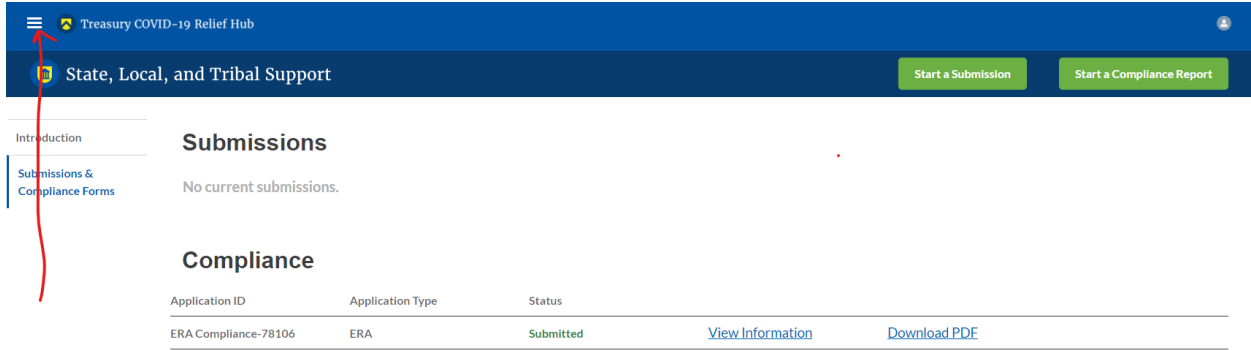 Treasury COVID-19 Relief Hub
State, Local, and Tribal Support
Start a Submission
Start a Compliance Report
Introduction
Submissions &
Compliance Forms
Submissions
No current submissions.
Compliance
Application ID Application Type Status
ERA Compliance-78106 ERA Submitted View Information Download PDF